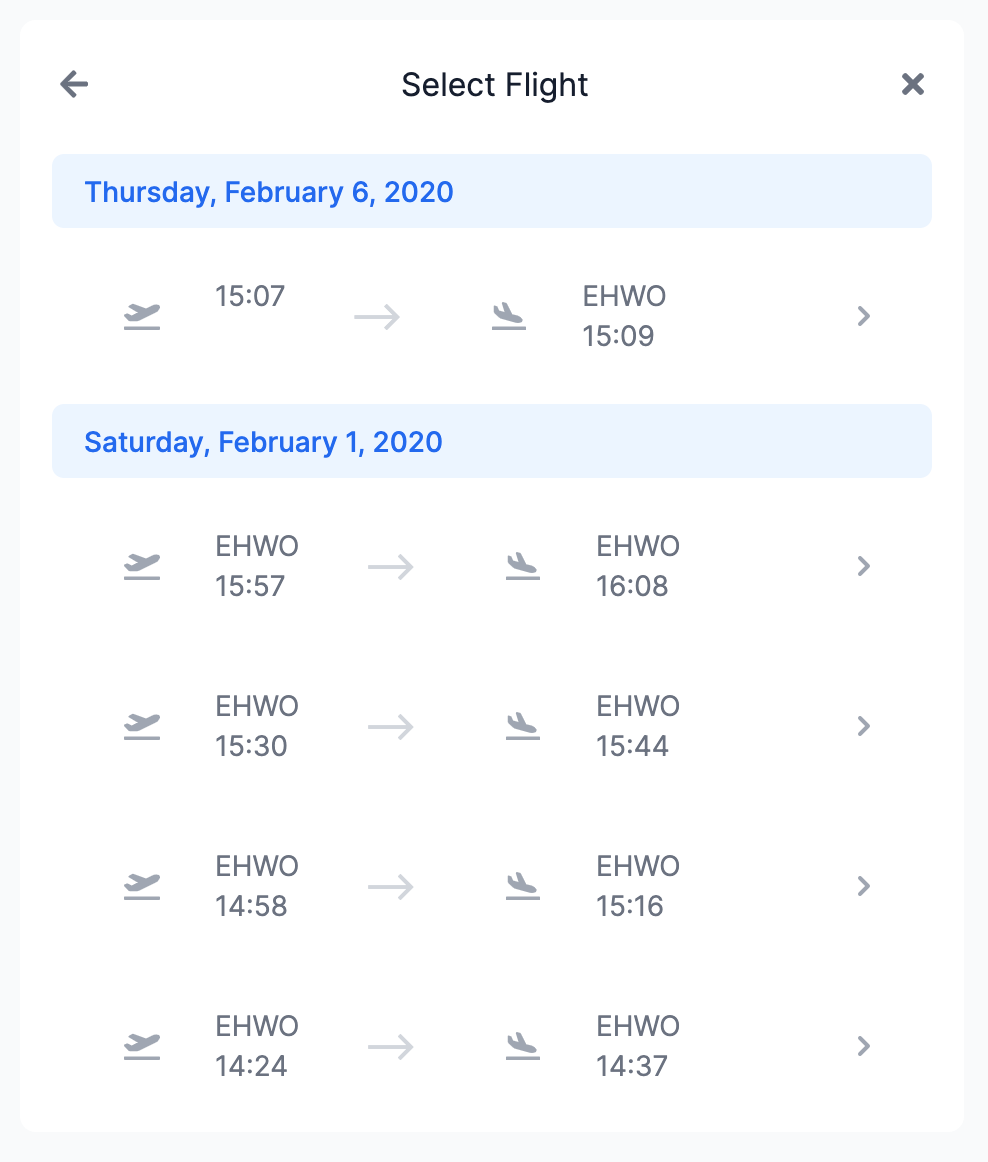 Select Flight
Thursday, February 6, 2020
15:07
EHWO
15:09
Saturday, February 1, 2020
EHWO
15:57
EHWO
16:08
EHWO
15:30
EHWO
15:44
EHWO
14:58
EHWO
15:16
EHWO
14:24
EHWO
14:37